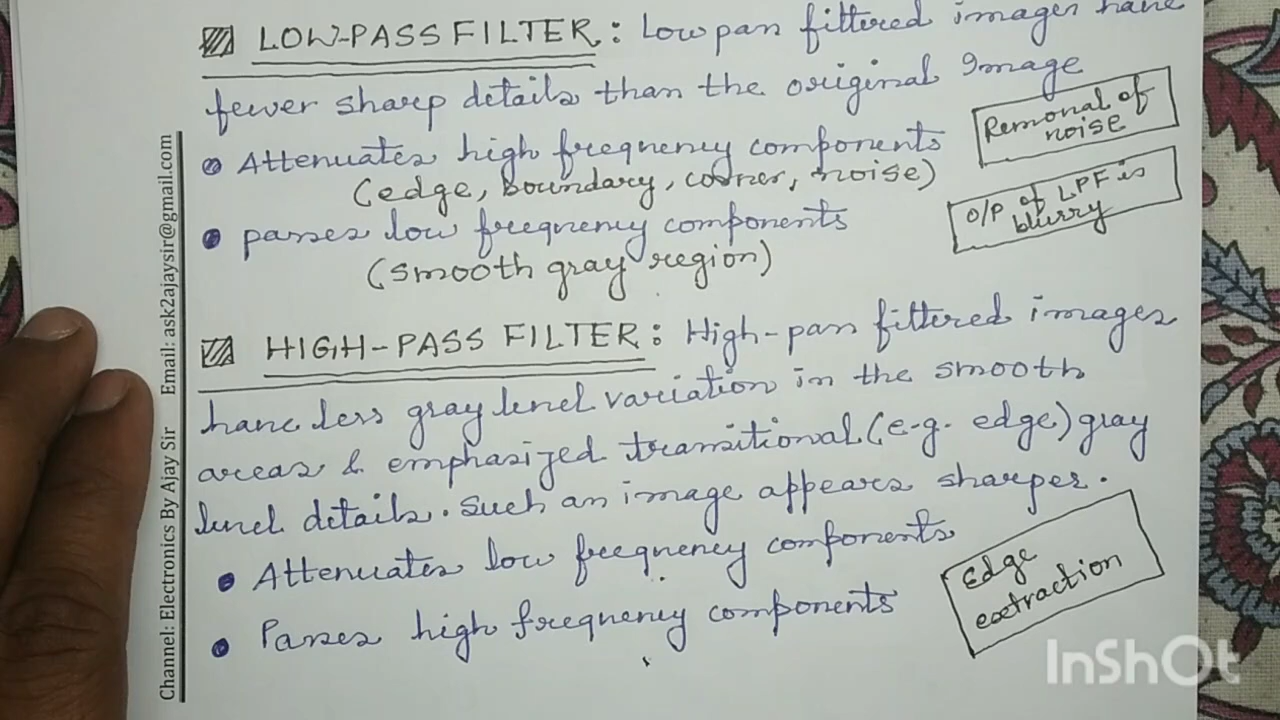 LOW-PASS FILTER : Low pass filtered images have
fewer sharp details than the original Image
Removal of
noise
Attenuates high frequency components
(edge, boundary, corner, noise)
O/P of LPF is
blurry
passes low frequency components
(smooth gray region)
HIGH-PASS FILTER : High-pass filtered images
have less gray level variation in the smooth
areas & emphasized transitional (e.g. edge) gray
level details. Such an image appears sharper.
Attenuates low frequency components
Edge
extraction
Passes high frequency components
Channel: Electronics By Ajay Sir Email: ask2ajaysir@gmail.com
InShOt